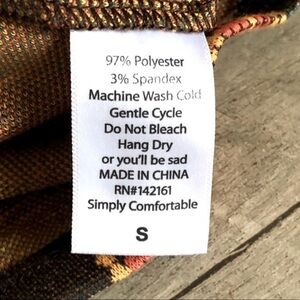 97% Polyester
3% Spandex
Machine Wash Cold
Gentle Cycle
Do Not Bleach
Hang Dry
or you'll be sad
MADE IN CHINA
RN#142161
Simply Comfortable
S